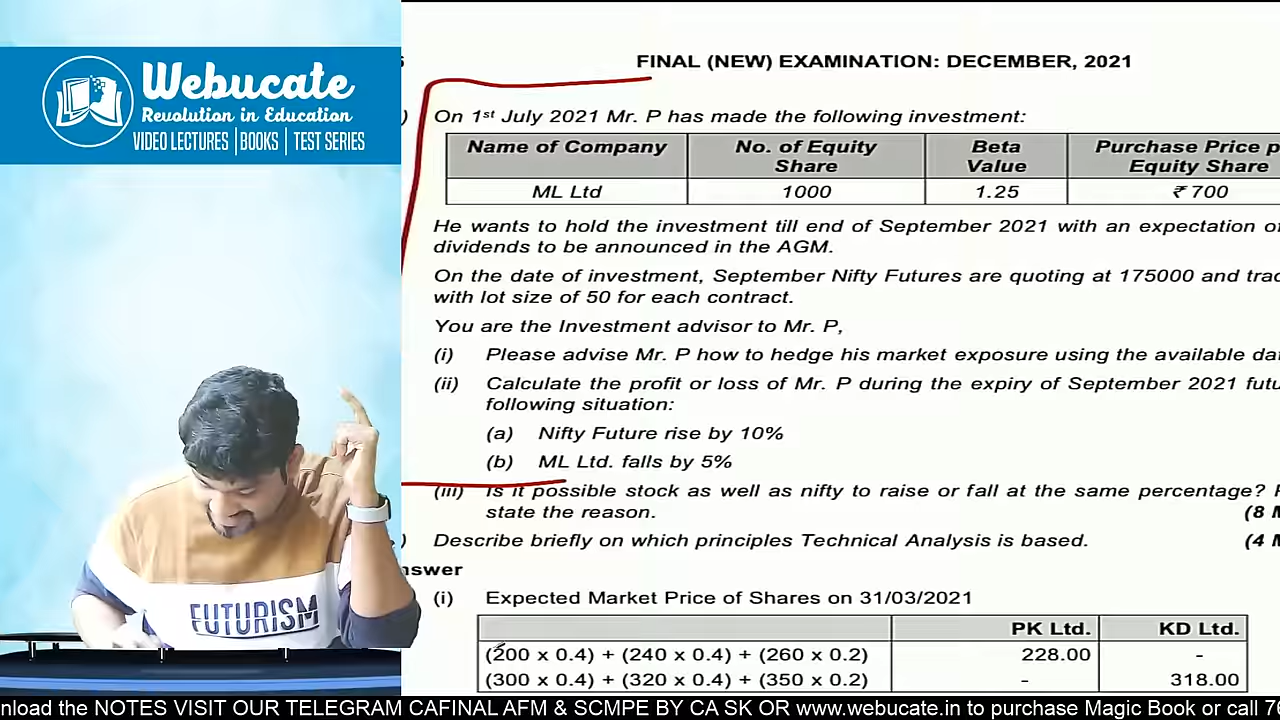 Webucate
Revolution in Education
VIDEO LECTURES | BOOKS | TEST SERIES
FINAL (NEW) EXAMINATION: DECEMBER, 2021
On 1st July 2021 Mr. P has made the following investment:
Name of Company No. of Equity Share Beta Value Purchase Price p Equity Share
ML Ltd 1000 1.25 ₹ 700
He wants to hold the investment till end of September 2021 with an expectation of
dividends to be announced in the AGM.
On the date of investment, September Nifty Futures are quoting at 175000 and trad
with lot size of 50 for each contract.
You are the Investment advisor to Mr. P,
(i) Please advise Mr. P how to hedge his market exposure using the available dat
(ii) Calculate the profit or loss of Mr. P during the expiry of September 2021 futu
following situation:
(a) Nifty Future rise by 10%
(b) ML Ltd. falls by 5%
(iii) Is it possible stock as well as nifty to raise or fall at the same percentage?
state the reason. (8 M
) Describe briefly on which principles Technical Analysis is based. (4 M
nswer
(i) Expected Market Price of Shares on 31/03/2021
PK Ltd. KD Ltd.
(200 x 0.4) + (240 x 0.4) + (260 x 0.2) 228.00 -
(300 x 0.4) + (320 x 0.4) + (350 x 0.2) - 318.00
FUTURISM
nload the NOTES VISIT OUR TELEGRAM CAFINAL AFM & SCMPE BY CA SK OR www.webucate.in to purchase Magic Book or call 7